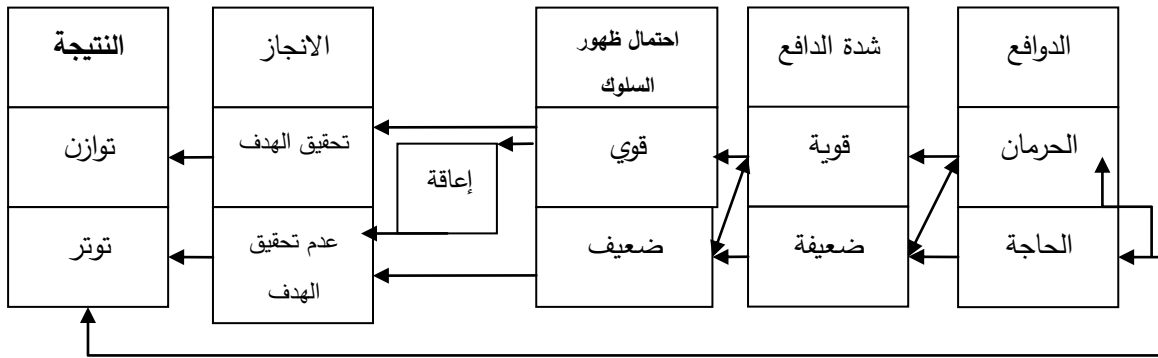 الدوافع
الحرمان
الحاجة
شدة الدافع
قوية
ضعيفة
احتمال ظهور
السلوك
قوي
ضعيف
إعاقة
الانجاز
تحقيق الهدف
عدم تحقيق
الهدف
النتيجة
توازن
توتر